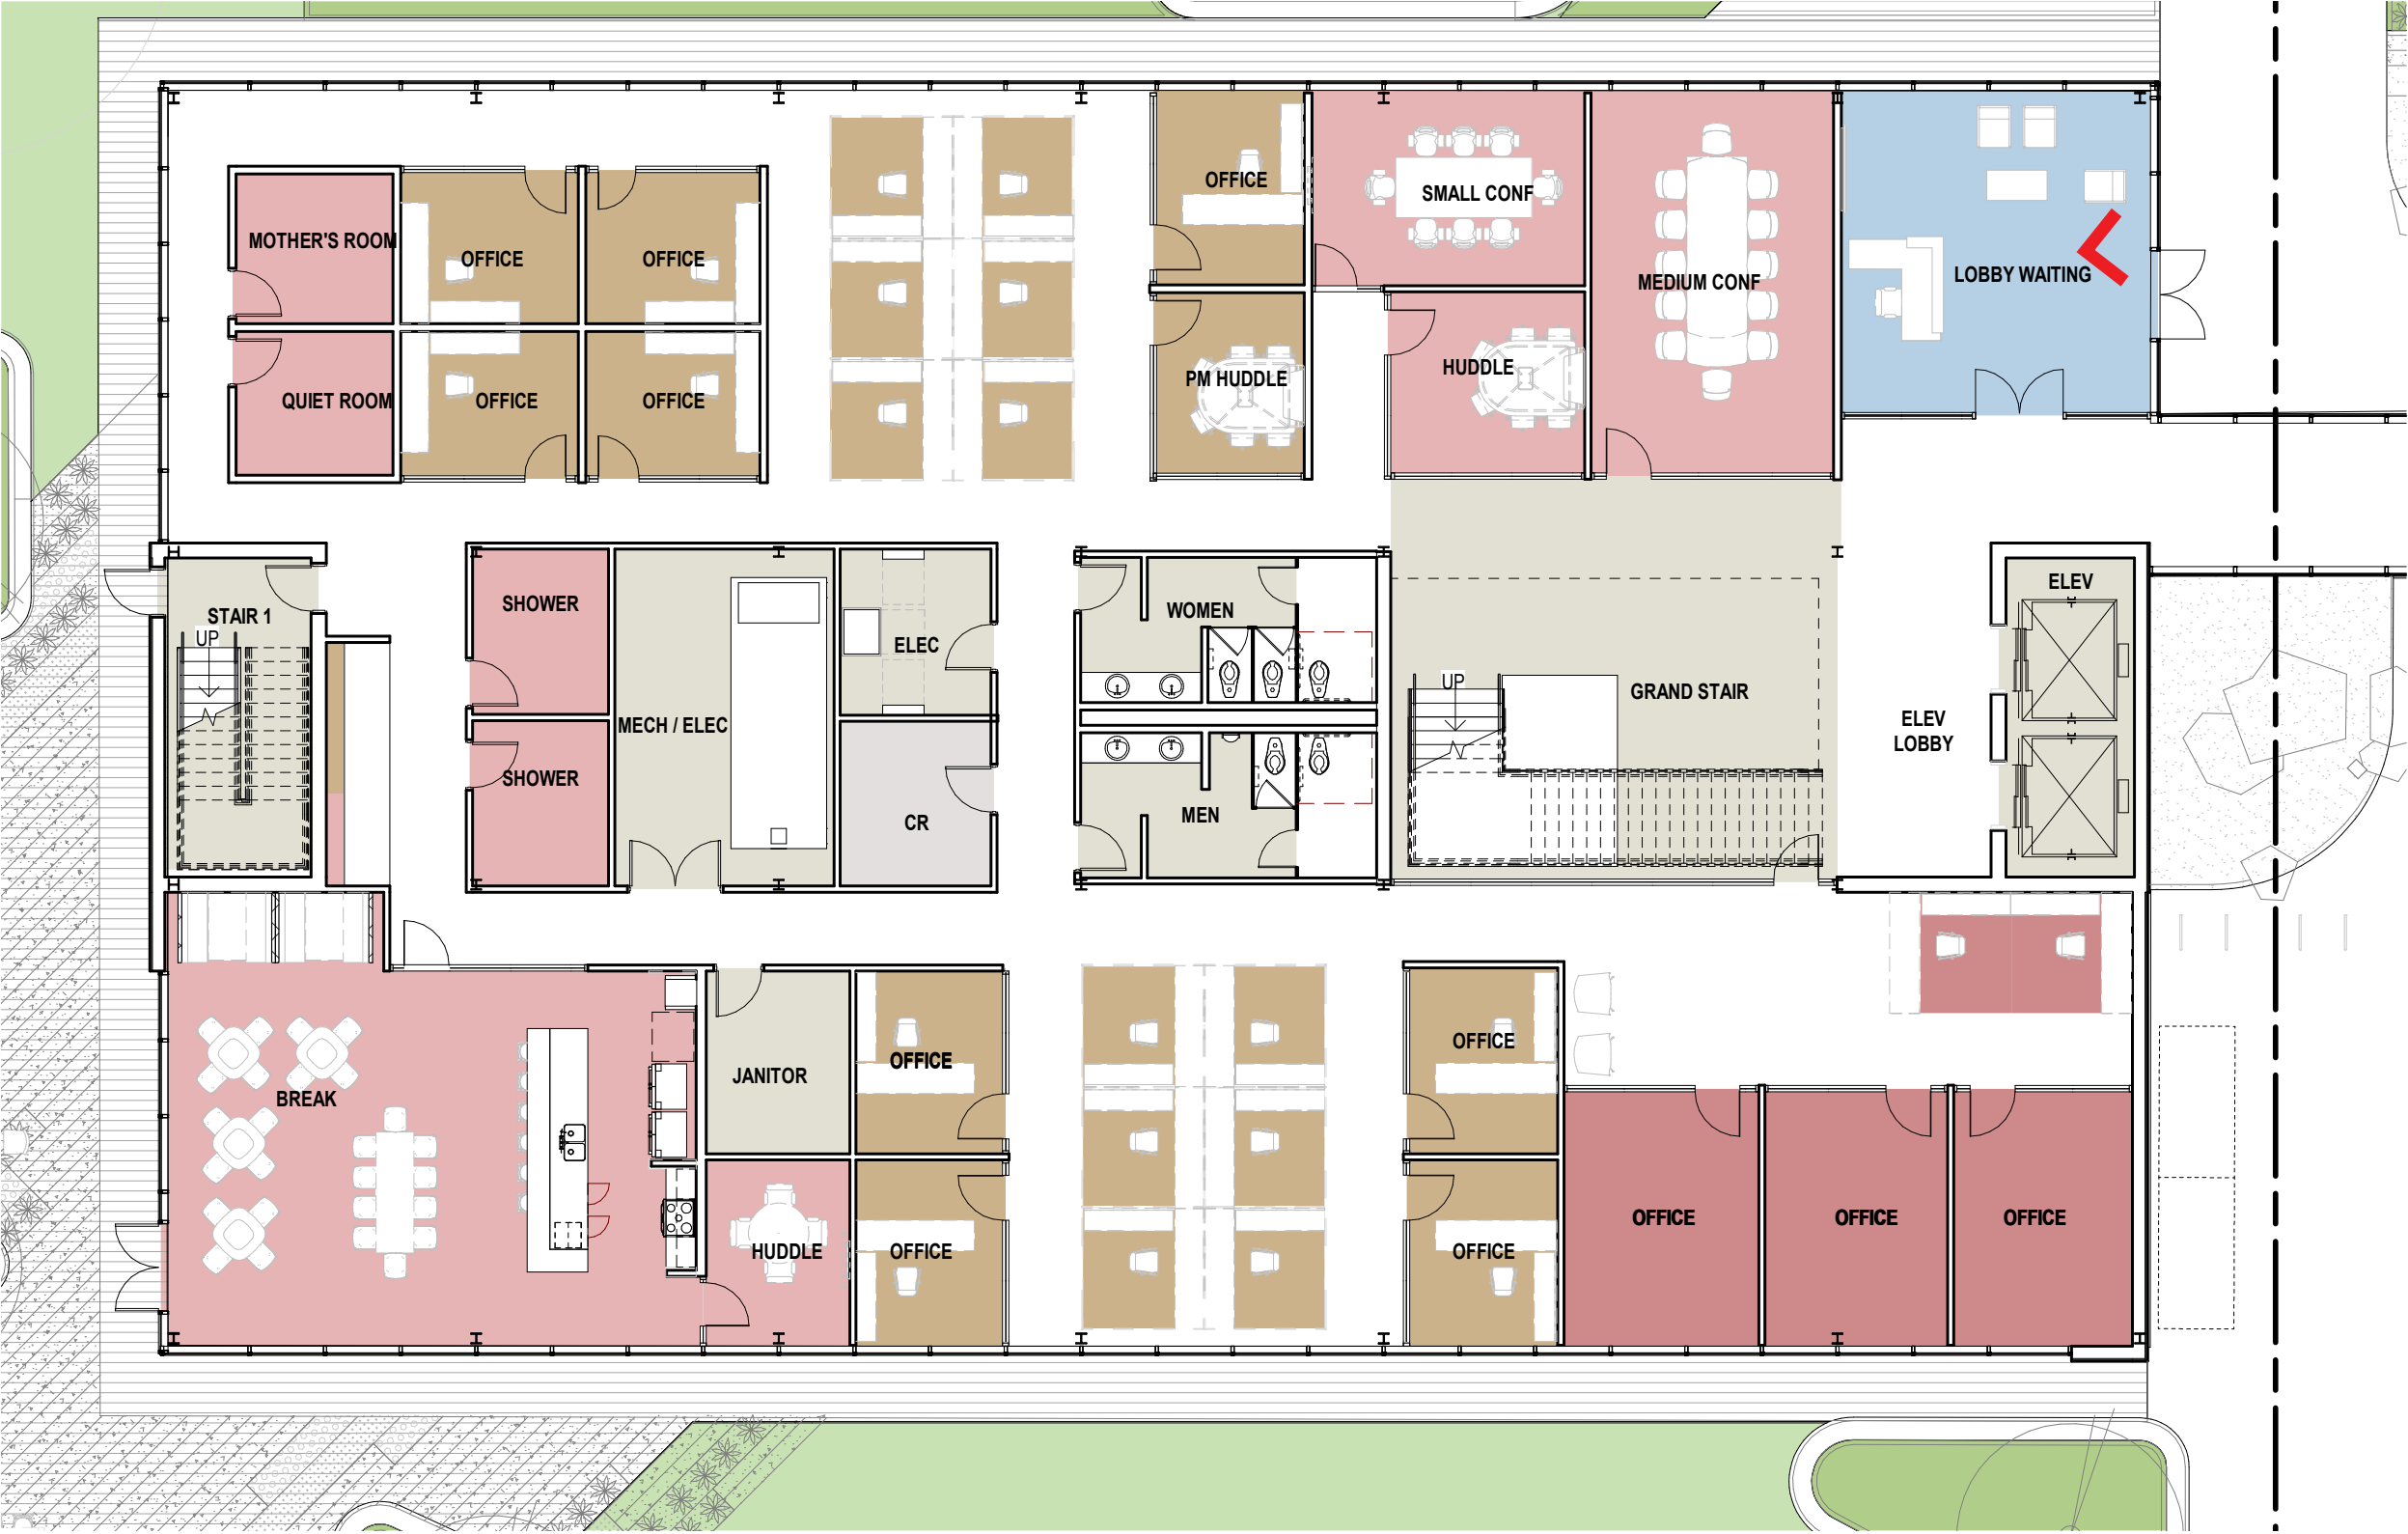 OFFICE
SMALL CONF
MOTHER'S ROOM
OFFICE
OFFICE
MEDIUM CONF
LOBBY WAITING
HUDDLE
PM HUDDLE
QUIET ROOM
OFFICE
OFFICE
ELEV
STAIR 1
UP
SHOWER
WOMEN
ELEC
UP
GRAND STAIR
MECH / ELEC
ELEV
LOBBY
SHOWER
CR
MEN
OFFICE
OFFICE
JANITOR
BREAK
OFFICE
OFFICE
OFFICE
HUDDLE
OFFICE
OFFICE